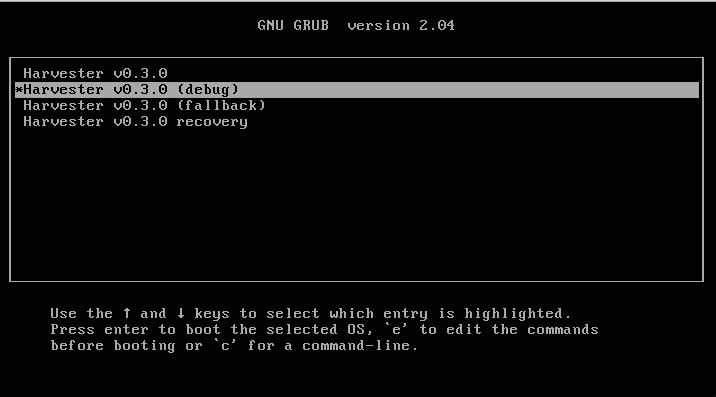 GNU GRUB  version 2.04
Harvester v0.3.0
*Harvester v0.3.0 (debug)
Harvester v0.3.0 (fallback)
Harvester v0.3.0 recovery
Use the ↑ and ↓ keys to select which entry is highlighted.
Press enter to boot the selected OS, `e' to edit the commands
before booting or `c' for a command-line.